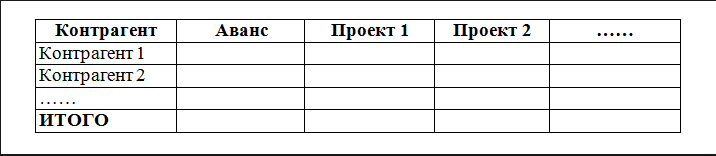 Контрагент Аванс Проект 1 Проект 2 ……
Контрагент 1
Контрагент 2
……
ИТОГО